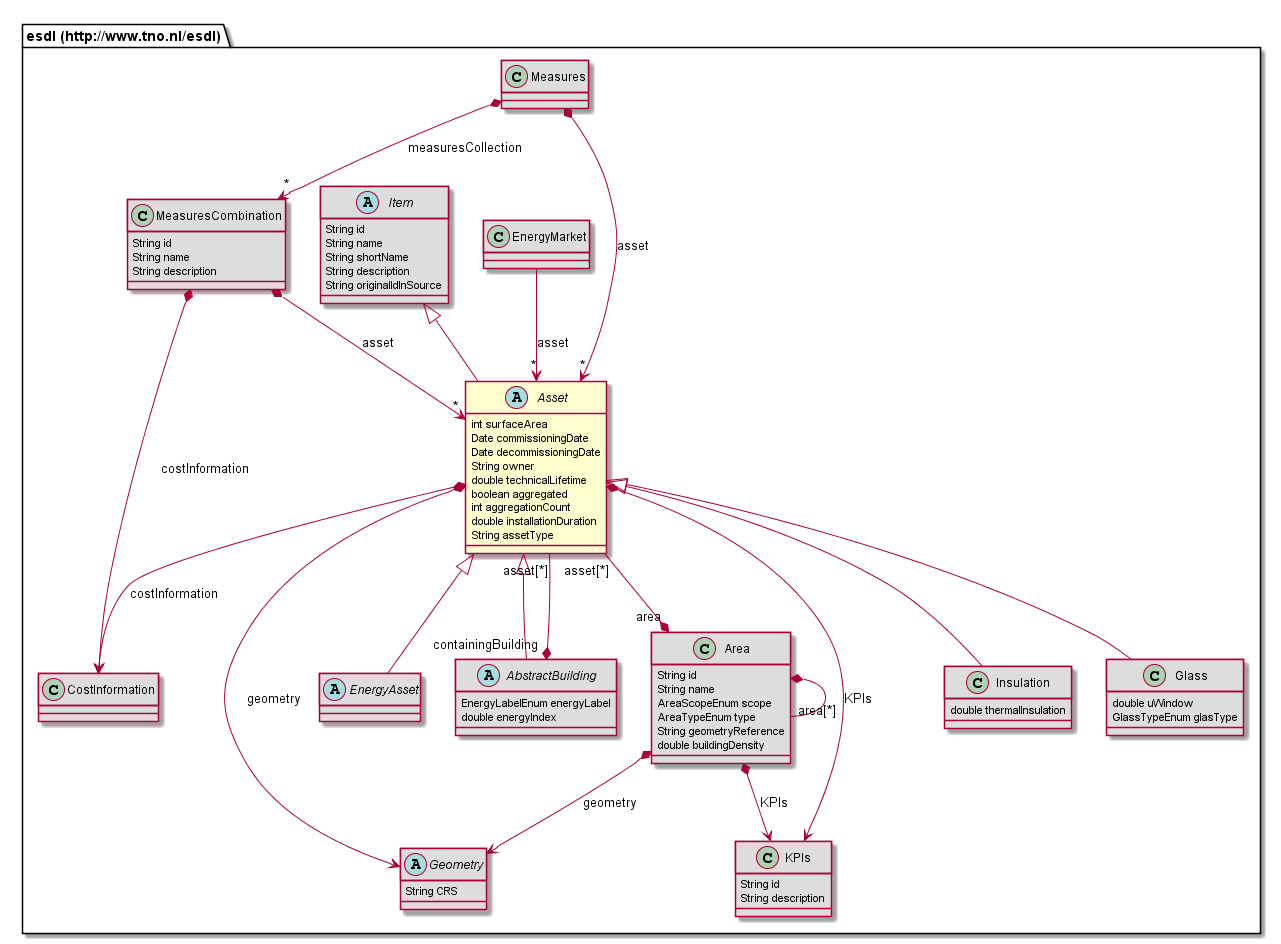 esdl (http://www.tno.nl/esdl)
C Measures
measuresCollection
*
asset
*
C MeasuresCombination
String id
String name
String description
A Item
String id
String name
String shortName
String description
String originalIdInSource
C EnergyMarket
asset
*
asset
*
A Asset
int surfaceArea
Date commissioningDate
Date decommissioningDate
String owner
double technicalLifetime
boolean aggregated
int aggregationCount
double installationDuration
String assetType
costInformation
costInformation
asset[*]
asset[*]
containingBuilding
area
geometry
KPIs
C CostInformation
A EnergyAsset
A AbstractBuilding
EnergyLabelEnum energyLabel
double energyIndex
C Area
String id
String name
AreaScopeEnum scope
AreaTypeEnum type
String geometryReference
double buildingDensity
area[*]
C Insulation
double thermalInsulation
C Glass
double uWindow
GlassTypeEnum glasType
geometry
KPIs
A Geometry
String CRS
C KPIs
String id
String description